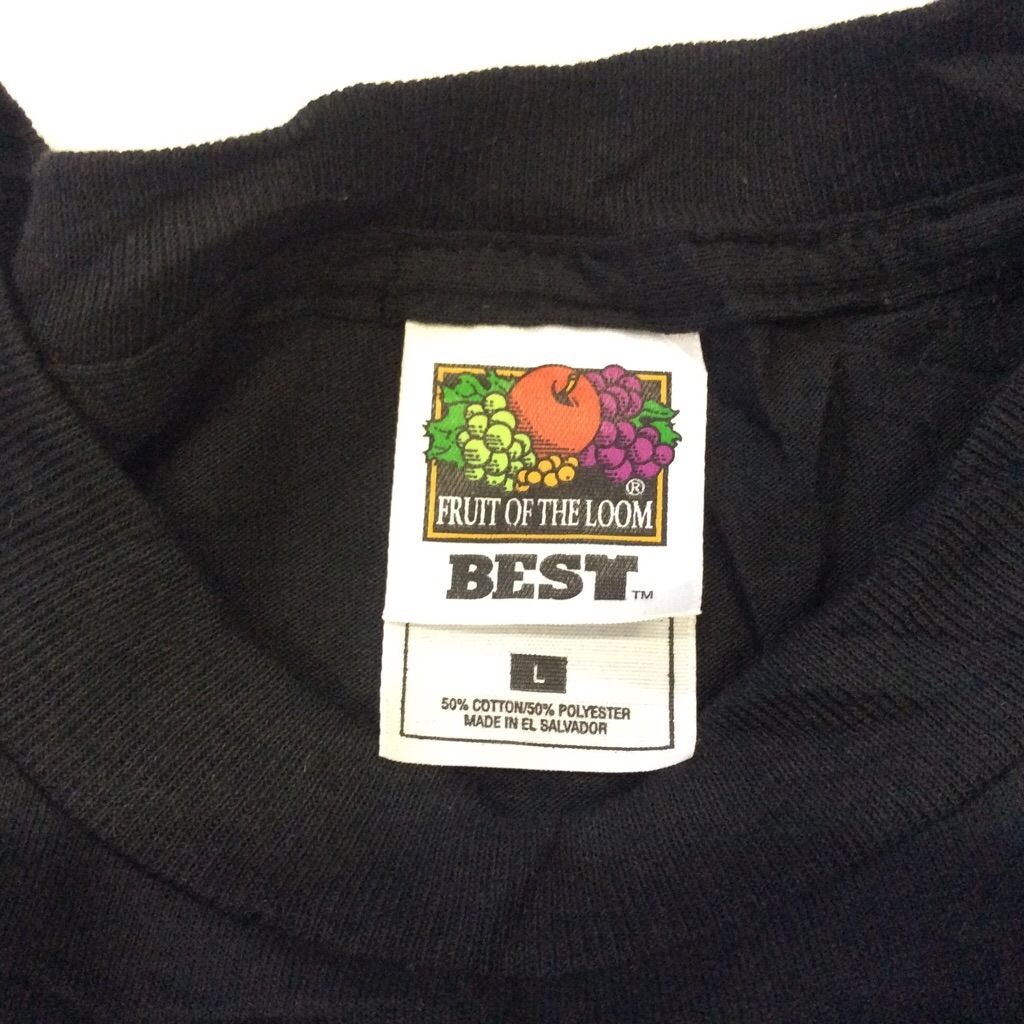 ®
FRUIT OF THE LOOM
BEST™
L
50% COTTON/50% POLYESTER
MADE IN EL SALVADOR